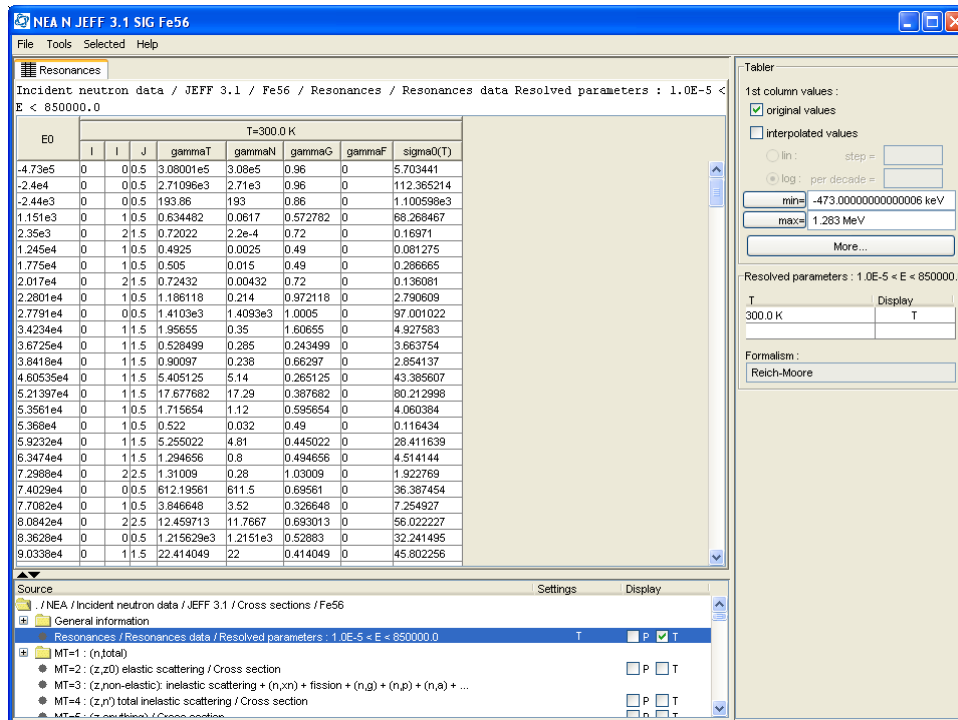 NEA N JEFF 3.1 SIG Fe56
File Tools Selected Help
Resonances
Incident neutron data / JEFF 3.1 / Fe56 / Resonances / Resonances data Resolved parameters : 1.0E-5 <
E < 850000.0
E0 T=300.0 K
I l J gammaT gammaN gammaG gammaF sigma0(T)
-4.73e5 0 0 0.5 3.08001e5 3.08e5 0.96 0 5.703441
-2.4e4 0 0 0.5 2.71096e3 2.71e3 0.96 0 112.365214
-2.44e3 0 0 0.5 193.86 193 0.86 0 1.100598e3
1.151e3 0 1 0.5 0.634482 0.0617 0.572782 0 68.268467
2.35e3 0 2 1.5 0.72022 2.2e-4 0.72 0 0.16971
1.245e4 0 1 0.5 0.4925 0.0025 0.49 0 0.081275
1.775e4 0 1 0.5 0.505 0.015 0.49 0 0.286665
2.017e4 0 2 1.5 0.72432 0.00432 0.72 0 0.136081
2.2801e4 0 1 0.5 1.186118 0.214 0.972118 0 2.790609
2.7791e4 0 0 0.5 1.4103e3 1.4093e3 1.0005 0 97.001022
3.4234e4 0 1 1.5 1.95655 0.35 1.60655 0 4.927583
3.6725e4 0 1 1.5 0.528499 0.285 0.243499 0 3.663754
3.8418e4 0 1 1.5 0.90097 0.238 0.66297 0 2.854137
4.60535e4 0 1 1.5 5.405125 5.14 0.265125 0 43.385607
5.21397e4 0 1 1.5 17.677682 17.29 0.387682 0 80.212998
5.3561e4 0 1 0.5 1.715654 1.12 0.595654 0 4.060384
5.368e4 0 1 0.5 0.522 0.032 0.49 0 0.116434
5.9232e4 0 1 1.5 5.255022 4.81 0.445022 0 28.411639
6.3474e4 0 1 1.5 1.294656 0.8 0.494656 0 4.514144
7.2988e4 0 2 2.5 1.31009 0.28 1.03009 0 1.922769
7.4029e4 0 0 0.5 612.19561 611.5 0.69561 0 36.387454
7.7082e4 0 1 0.5 3.846648 3.52 0.326648 0 7.254927
8.0842e4 0 2 2.5 12.459713 11.7667 0.693013 0 56.022227
8.3628e4 0 0 0.5 1.215629e3 1.2151e3 0.52883 0 32.241495
9.0338e4 0 1 1.5 22.414049 22 0.414049 0 45.802256
Tabler
1st column values :
original values
interpolated values
lin : step =
log : per decade =
min= -473.00000000000006 keV
max= 1.283 MeV
More...
Resolved parameters : 1.0E-5 < E < 850000.
T Display
300.0 K T
Formalism :
Reich-Moore
Source Settings Display
. / NEA / Incident neutron data / JEFF 3.1 / Cross sections / Fe56
General information
Resonances / Resonances data / Resolved parameters : 1.0E-5 < E < 850000.0 T P T
MT=1 : (n,total)
MT=2 : (z,z0) elastic scattering / Cross section P T
MT=3 : (z,non-elastic): inelastic scattering + (n,xn) + fission + (n,g) + (n,p) + (n,a) + ...
MT=4 : (z,n') total inelastic scattering / Cross section P T
MT=5 : (z,anything) / Cross section P T